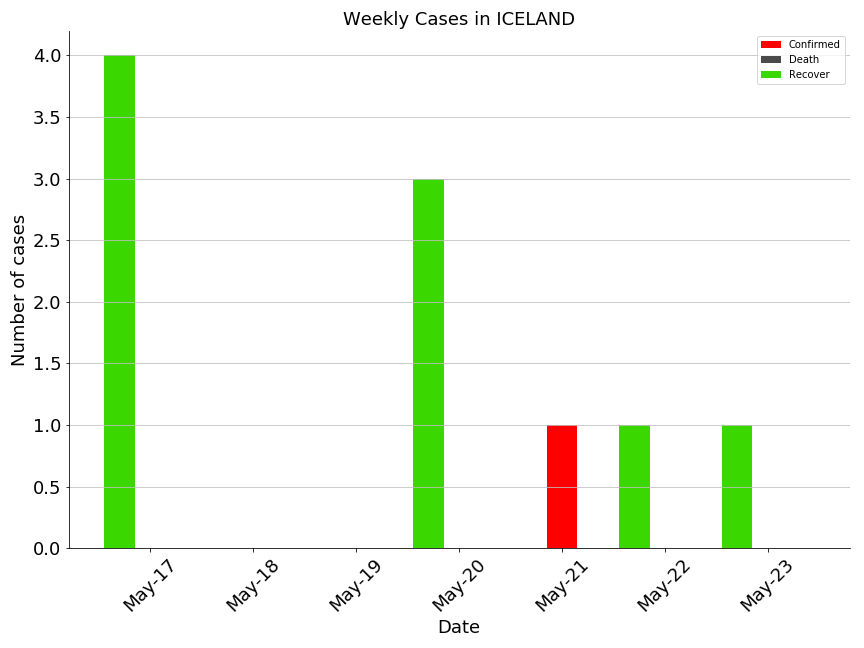 Weekly Cases in ICELAND
Confirmed
Death
Recover
Number of cases
4.0
3.5
3.0
2.5
2.0
1.5
1.0
0.5
0.0
May-17
May-18
May-19
May-20
May-21
May-22
May-23
Date